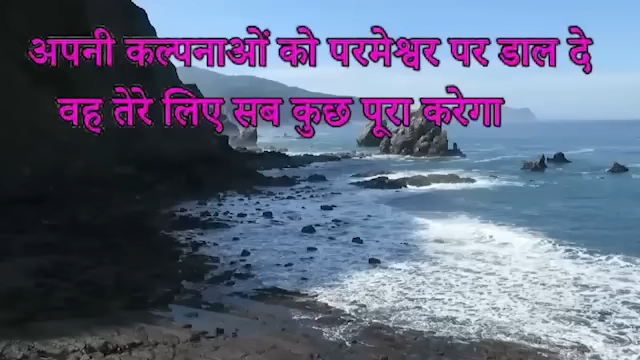 अपनी कल्पनाओं को परमेश्वर पर डाल दे
वह तेरे लिए सब कुछ पूरा करेगा